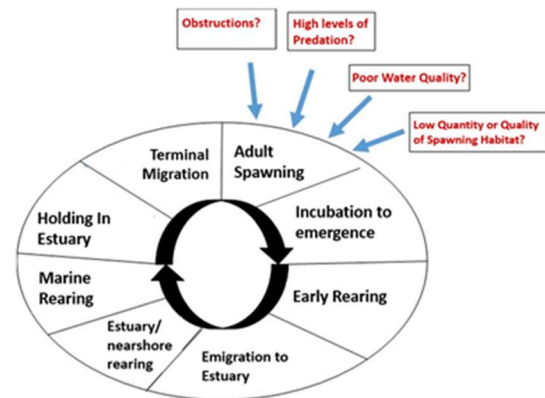 Obstructions?
High levels of
Predation?
Poor Water Quality?
Low Quantity or Quality
of Spawning Habitat?
Terminal
Migration
Adult
Spawning
Holding In
Estuary
Incubation to
emergence
Marine
Rearing
Early Rearing
Estuary/
nearshore
rearing
Emigration to
Estuary